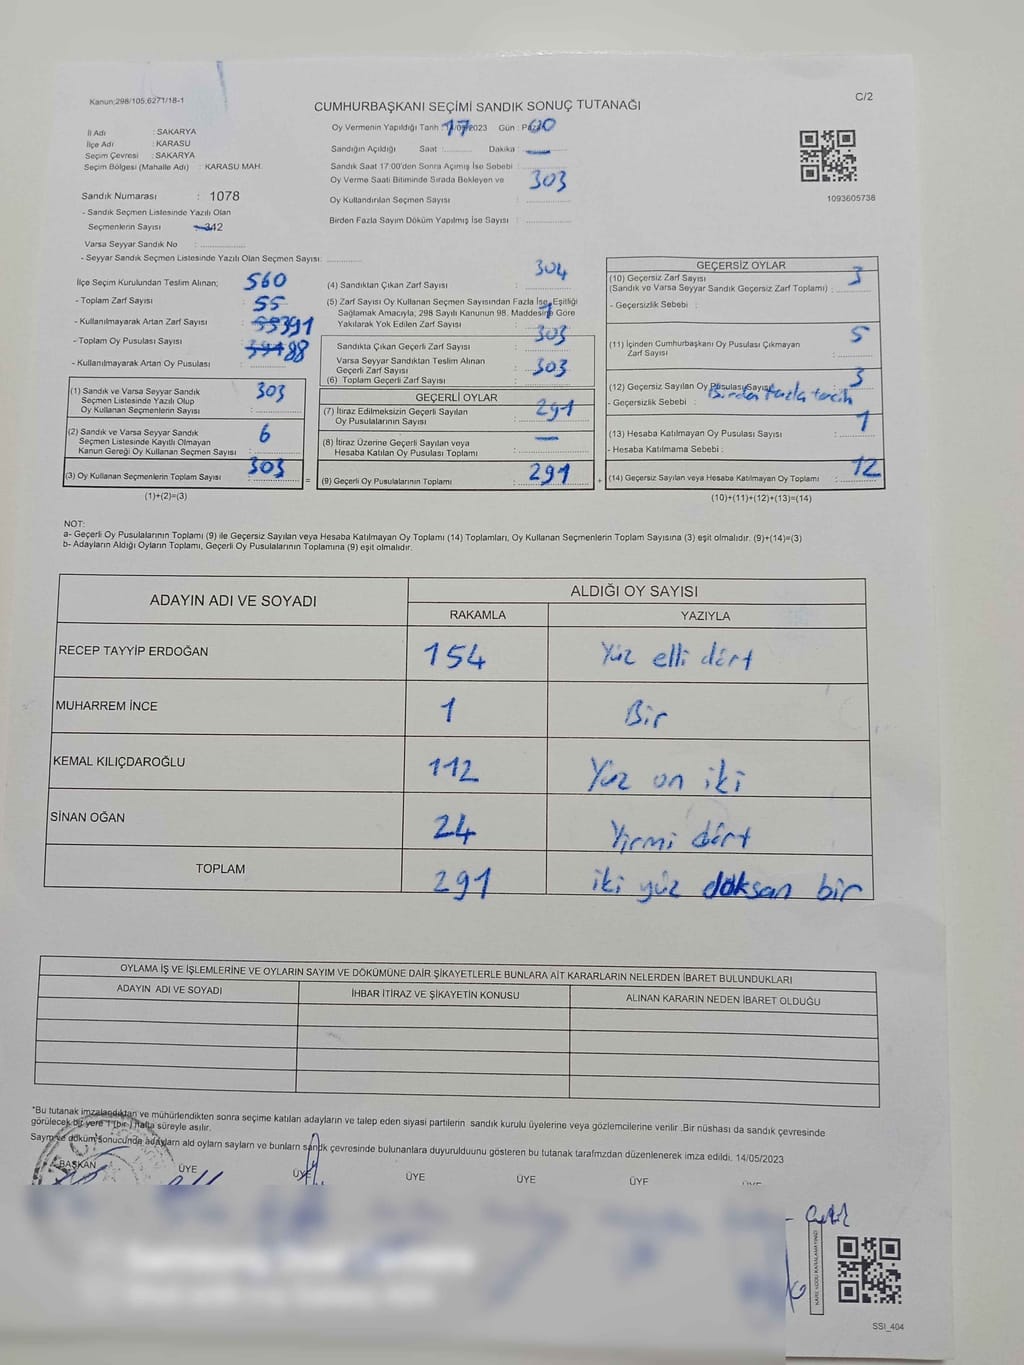 Kanun;298/105,6271/18-1
C/2
CUMHURBAŞKANI SEÇİMİ SANDIK SONUÇ TUTANAĞI
İl Adı : SAKARYA
İlçe Adı : KARASU
Seçim Çevresi : SAKARYA
Seçim Bölgesi (Mahalle Adı) : KARASU MAH.
Sandık Numarası : 1078
- Sandık Seçmen Listesinde Yazılı Olan
Seçmenlerin Sayısı : 342
Varsa Seyyar Sandık No :
- Seyyar Sandık Seçmen Listesinde Yazılı Olan Seçmen Sayısı:
Oy Vermenin Yapıldığı Tarih 2023 Gün :
Sandığın Açıldığı Saat : Dakika : —
Sandık Saat 17:00'den Sonra Açımış İse Sebebi :
Oy Verme Saati Bitiminde Sırada Bekleyen ve 303
Oy Kullandırılan Seçmen Sayısı :
Birden Fazla Sayım Döküm Yapılmış İse Sayısı :
1093605738
İlçe Seçim Kurulundan Teslim Alınan; 560
- Toplam Zarf Sayısı : 55
- Kullanılmayarak Artan Zarf Sayısı : 391
- Toplam Oy Pusulası Sayısı : 88
- Kullanılmayarak Artan Oy Pusulası :
(1) Sandık ve Varsa Seyyar Sandık 303
Seçmen Listesinde Yazılı Olup
Oy Kullanan Seçmenlerin Sayısı :
(2) Sandık ve Varsa Seyyar Sandık 6
Seçmen Listesinde Kayıtlı Olmayan
Kanun Gereği Oy Kullanan Seçmen Sayısı :
(3) Oy Kullanan Seçmenlerin Toplam Sayısı : 303
(1)+(2)=(3)
304
(4) Sandıktan Çıkan Zarf Sayısı :
(5) Zarf Sayısı Oy Kullanan Seçmen Sayısından Fazla İse, Eşitliği
Sağlamak Amacıyla; 298 Sayılı Kanunun 98. Maddesine Göre 1
Yakılarak Yok Edilen Zarf Sayısı :
Sandıkta Çıkan Geçerli Zarf Sayısı : 303
Varsa Seyyar Sandıktan Teslim Alınan
Geçerli Zarf Sayısı : 303
(6) Toplam Geçerli Zarf Sayısı :
GEÇERLİ OYLAR
(7) İtiraz Edilmeksizin Geçerli Sayılan 291
Oy Pusulalarının Sayısı :
(8) İtiraz Üzerine Geçerli Sayılan veya —
Hesaba Katılan Oy Pusulası Toplamı :
= (9) Geçerli Oy Pusulalarının Toplamı : 291
GEÇERSİZ OYLAR
(10) Geçersiz Zarf Sayısı 3
(Sandık ve Varsa Seyyar Sandık Geçersiz Zarf Toplamı) :
- Geçersizlik Sebebi :
(11) İçinden Cumhurbaşkanı Oy Pusulası Çıkmayan 5
Zarf Sayısı :
(12) Geçersiz Sayılan Oy Pusulası Sayısı 3
- Geçersizlik Sebebi : Birden fazla tercih
(13) Hesaba Katılmayan Oy Pusulası Sayısı : 1
- Hesaba Katılmama Sebebi :
+ (14) Geçersiz Sayılan veya Hesaba Katılmayan Oy Toplamı : 12
(10)+(11)+(12)+(13)=(14)
NOT:
a- Geçerli Oy Pusulalarının Toplamı (9) ile Geçersiz Sayılan veya Hesaba Katılmayan Oy Toplamı (14) Toplamları, Oy Kullanan Seçmenlerin Toplam Sayısına (3) eşit olmalıdır. (9)+(14)=(3)
b- Adayların Aldığı Oyların Toplamı, Geçerli Oy Pusulalarının Toplamına (9) eşit olmalıdır.
ADAYIN ADI VE SOYADI ALDIĞI OY SAYISI
RAKAMLA YAZIYLA
RECEP TAYYİP ERDOĞAN 154 Yüz elli dört
MUHARREM İNCE 1 Bir
KEMAL KILIÇDAROĞLU 112 Yüz on iki
SİNAN OĞAN 24 Yirmi dört
TOPLAM 291 iki yüz doksan bir
OYLAMA İŞ VE İŞLEMLERİNE VE OYLARIN SAYIM VE DÖKÜMÜNE DAİR ŞİKAYETLERLE BUNLARA AİT KARARLARIN NELERDEN İBARET BULUNDUKLARI
ADAYIN ADI VE SOYADI İHBAR İTİRAZ VE ŞİKAYETİN KONUSU ALINAN KARARIN NEDEN İBARET OLDUĞU
*Bu tutanak imzalandıktan ve mühürlendikten sonra seçime katılan adayların ve talep eden siyasi partilerin sandık kurulu üyelerine veya gözlemcilerine verilir .Bir nüshası da sandık çevresinde
görülecek bir yere 1 (bir ) hafta süreyle asılır.
Sayım ve döküm sonucunda adayların ald oyların sayları ve bunların sandk çevresinde bulunanlara duyurulduunu gösteren bu tutanak tarafmzdan düzenlenerek imza edildi. 14/05/2023
BAŞKAN ÜYE ÜYE ÜYE ÜYE ÜYE
SSI_404